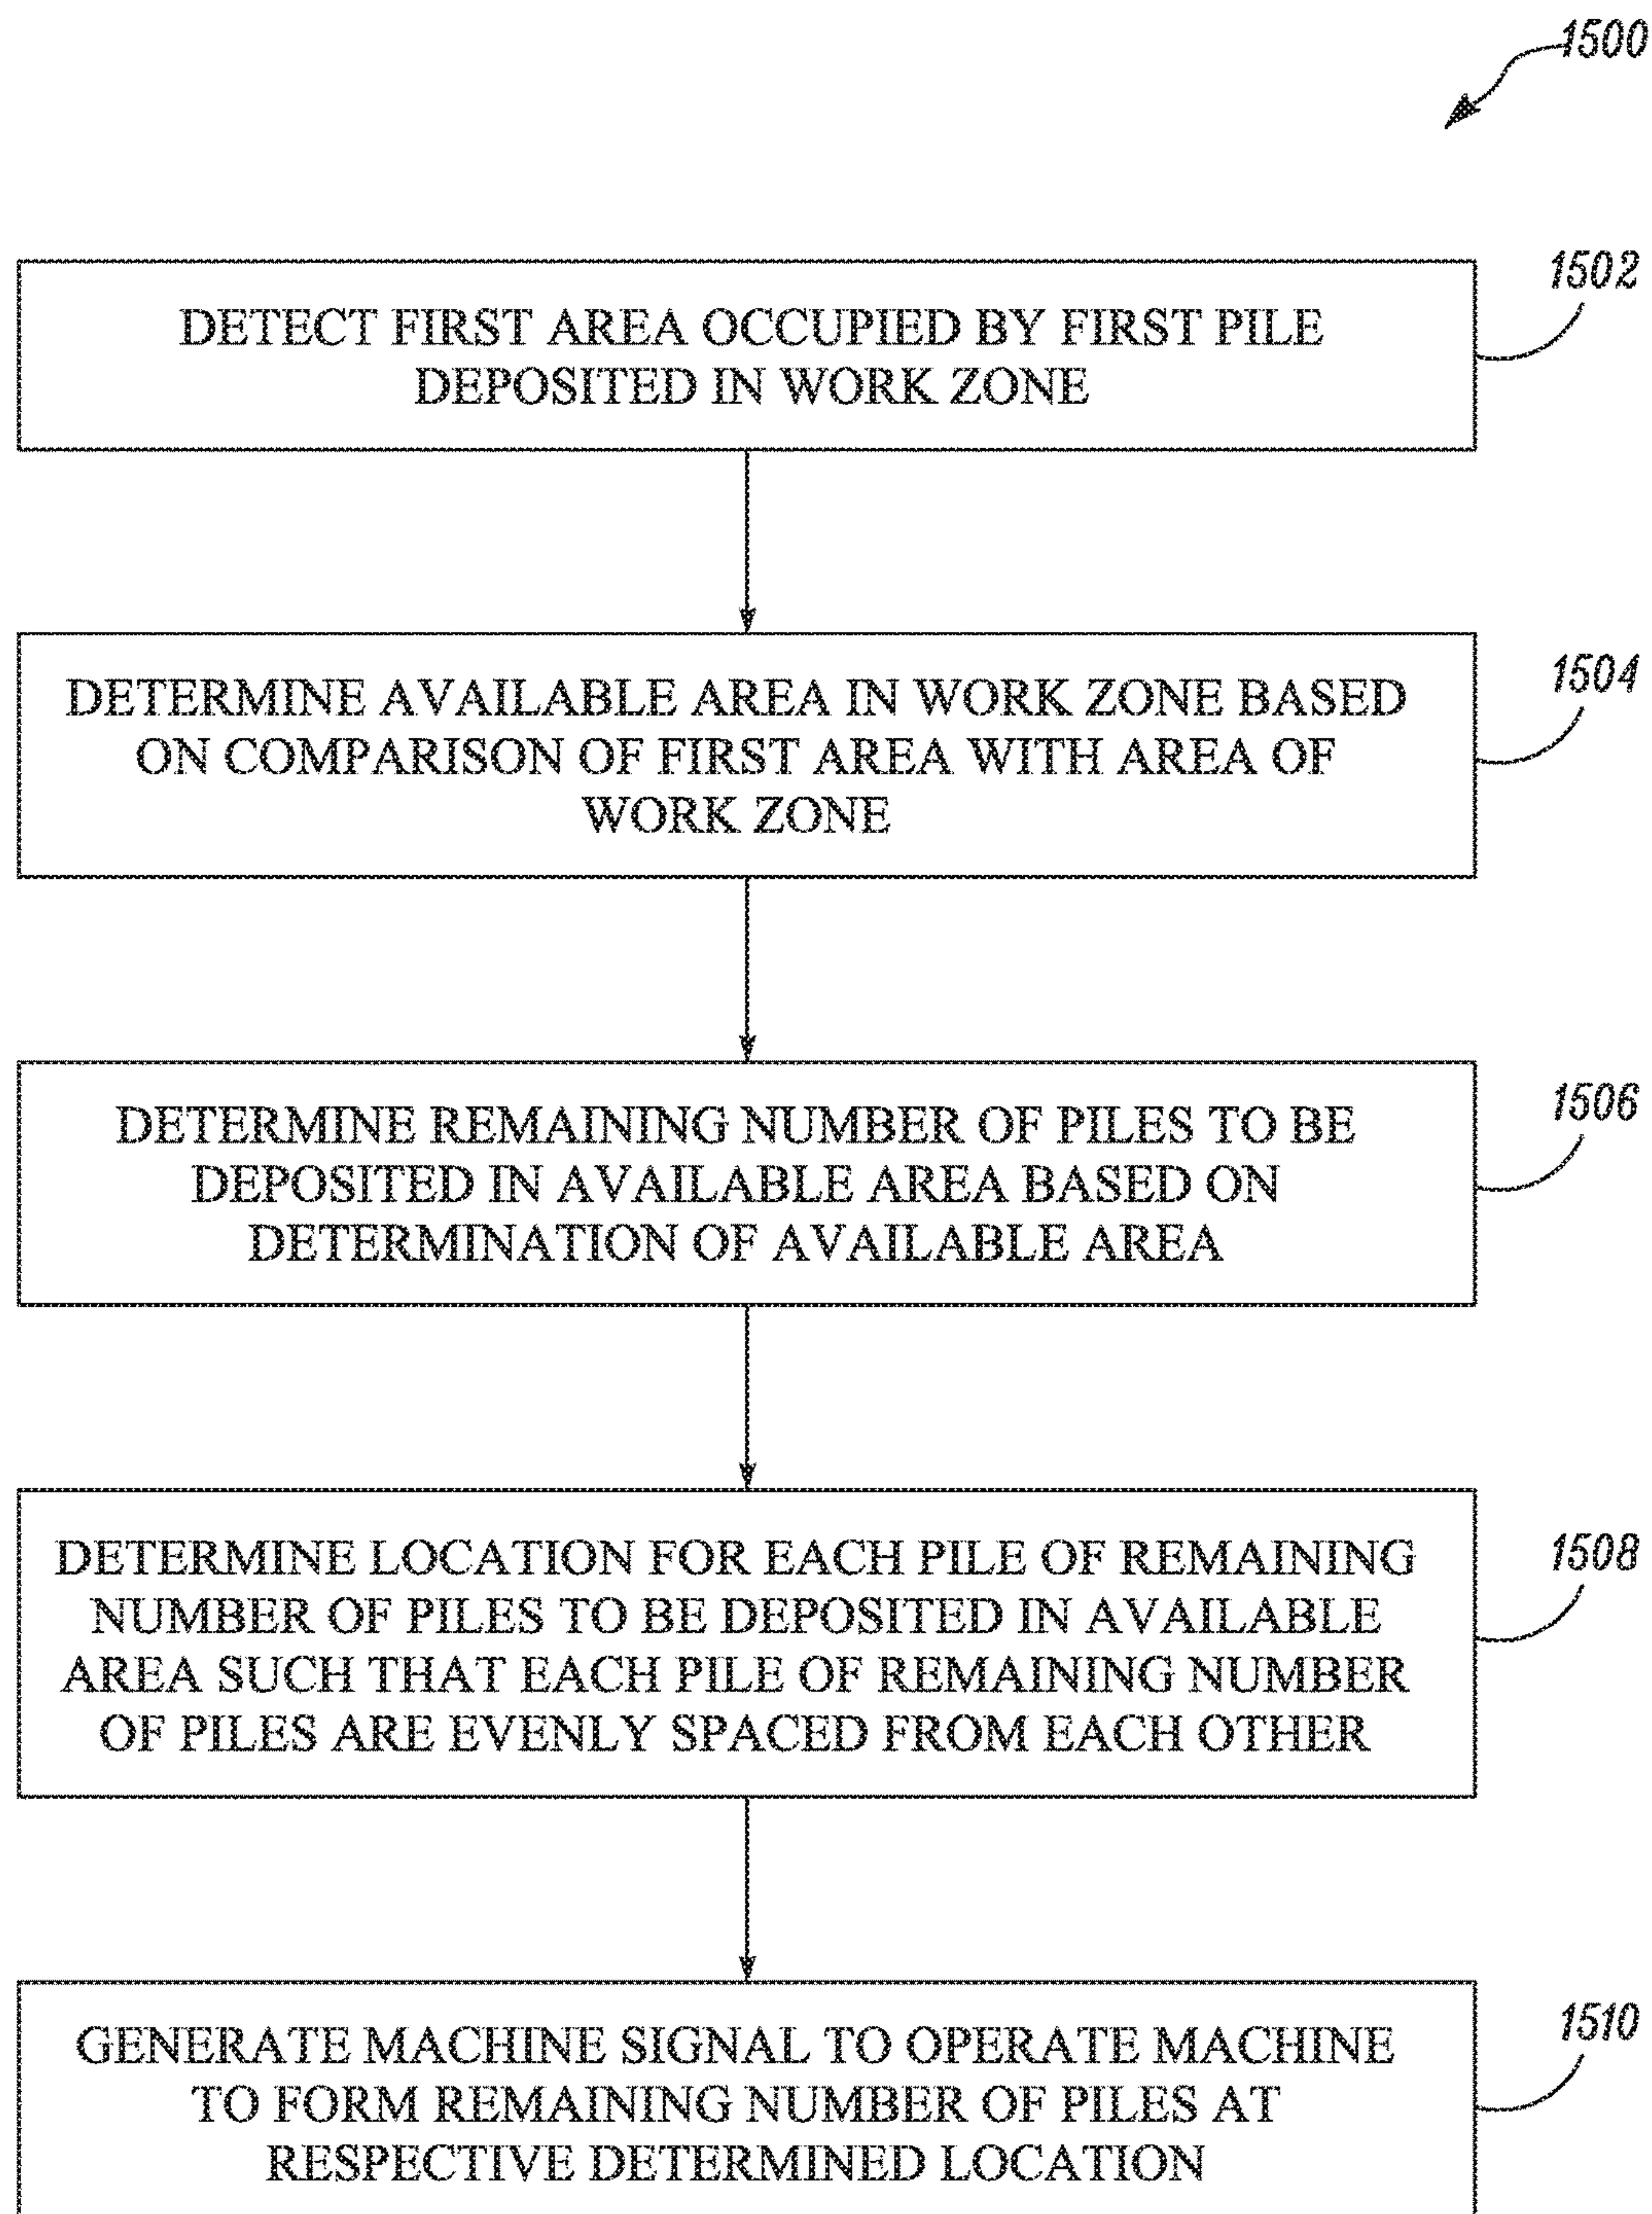 1500
1502
DETECT FIRST AREA OCCUPIED BY FIRST PILE
DEPOSITED IN WORK ZONE
1504
DETERMINE AVAILABLE AREA IN WORK ZONE BASED
ON COMPARISON OF FIRST AREA WITH AREA OF
WORK ZONE
1506
DETERMINE REMAINING NUMBER OF PILES TO BE
DEPOSITED IN AVAILABLE AREA BASED ON
DETERMINATION OF AVAILABLE AREA
1508
DETERMINE LOCATION FOR EACH PILE OF REMAINING
NUMBER OF PILES TO BE DEPOSITED IN AVAILABLE
AREA SUCH THAT EACH PILE OF REMAINING NUMBER
OF PILES ARE EVENLY SPACED FROM EACH OTHER
1510
GENERATE MACHINE SIGNAL TO OPERATE MACHINE
TO FORM REMAINING NUMBER OF PILES AT
RESPECTIVE DETERMINED LOCATION